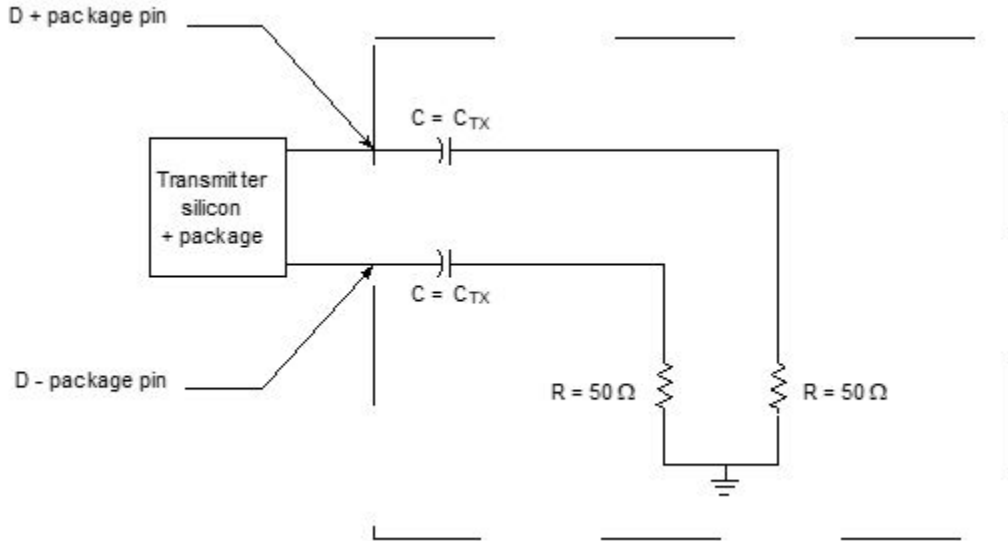 D + package pin
C = CTX
Transmitter
silicon
+ package
C = CTX
D - package pin
R = 50 Ω
R = 50 Ω